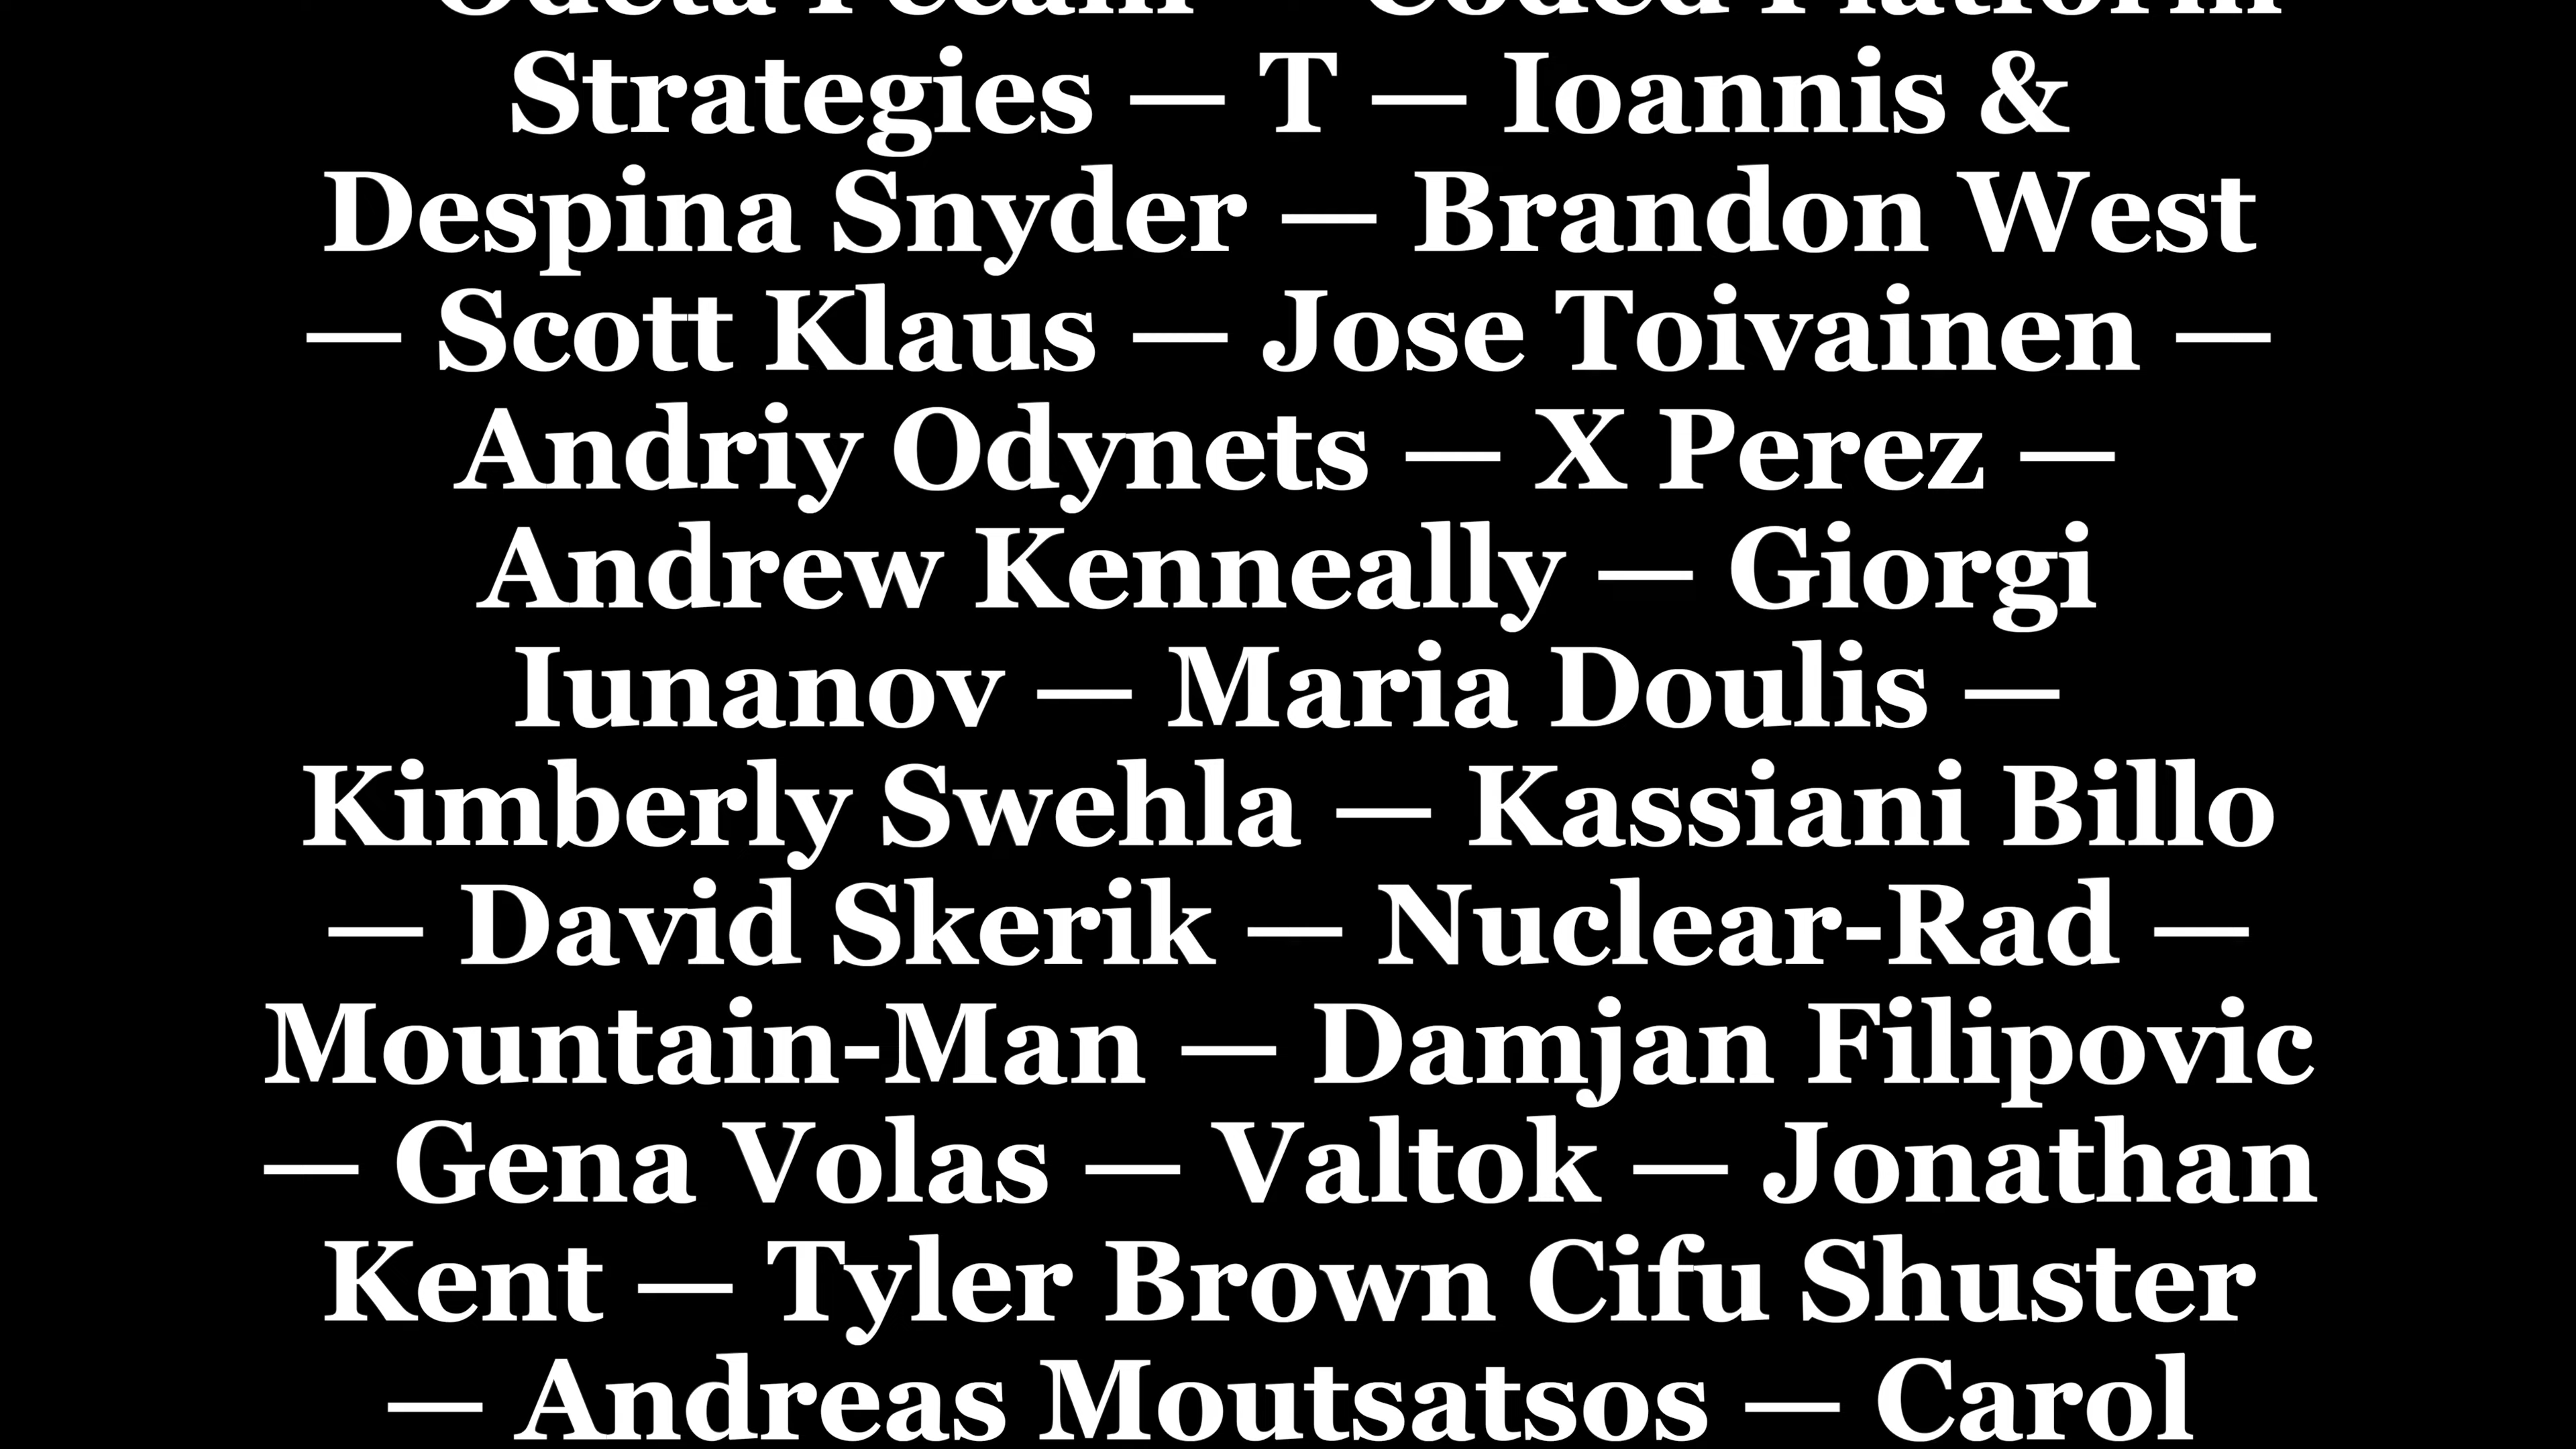 Coded Platform
Strategies — T — Ioannis &
Despina Snyder — Brandon West
— Scott Klaus — Jose Toivainen —
Andriy Odynets — X Perez —
Andrew Kenneally — Giorgi
Iunanov — Maria Doulis —
Kimberly Swehla — Kassiani Billo
— David Skerik — Nuclear-Rad —
Mountain-Man — Damjan Filipovic
— Gena Volas — Valtok — Jonathan
Kent — Tyler Brown Cifu Shuster
— Andreas Moutsatsos — Carol